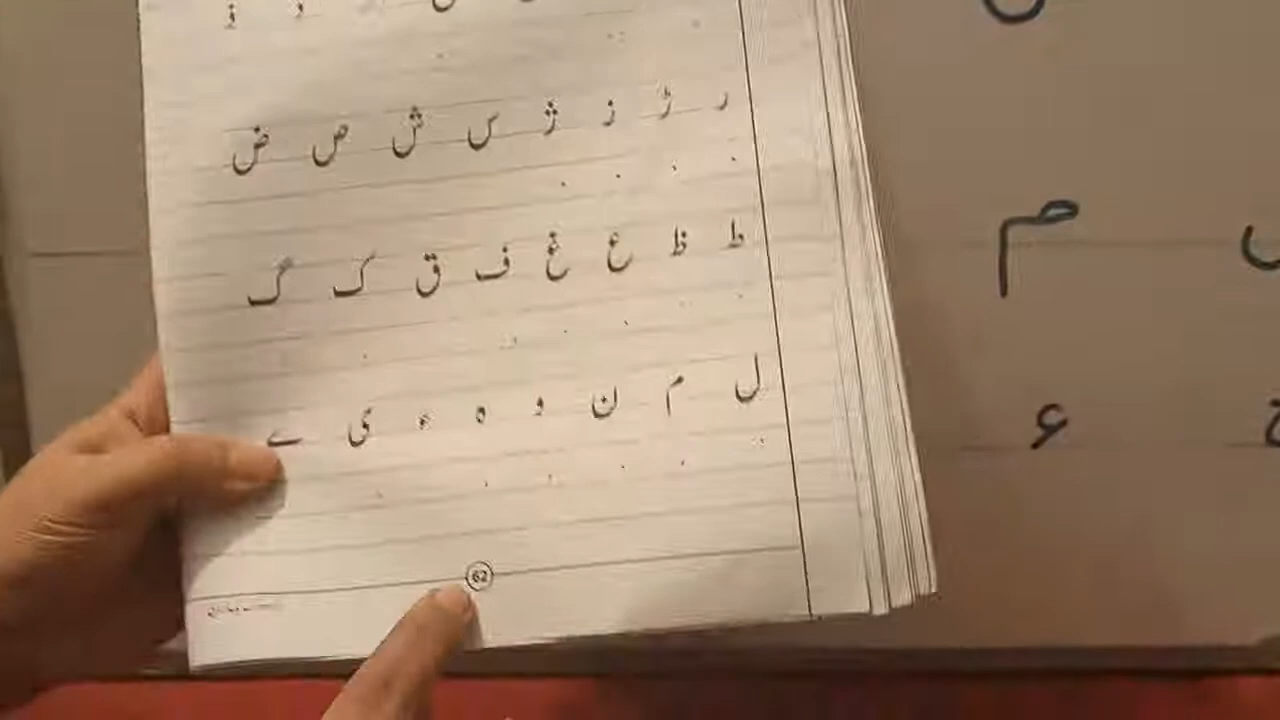 ر ڑ ز ژ س ش ص ض
ط ظ ع غ ف ق ک گ
ل م ن و ہ ء ی ے
62
م
ء